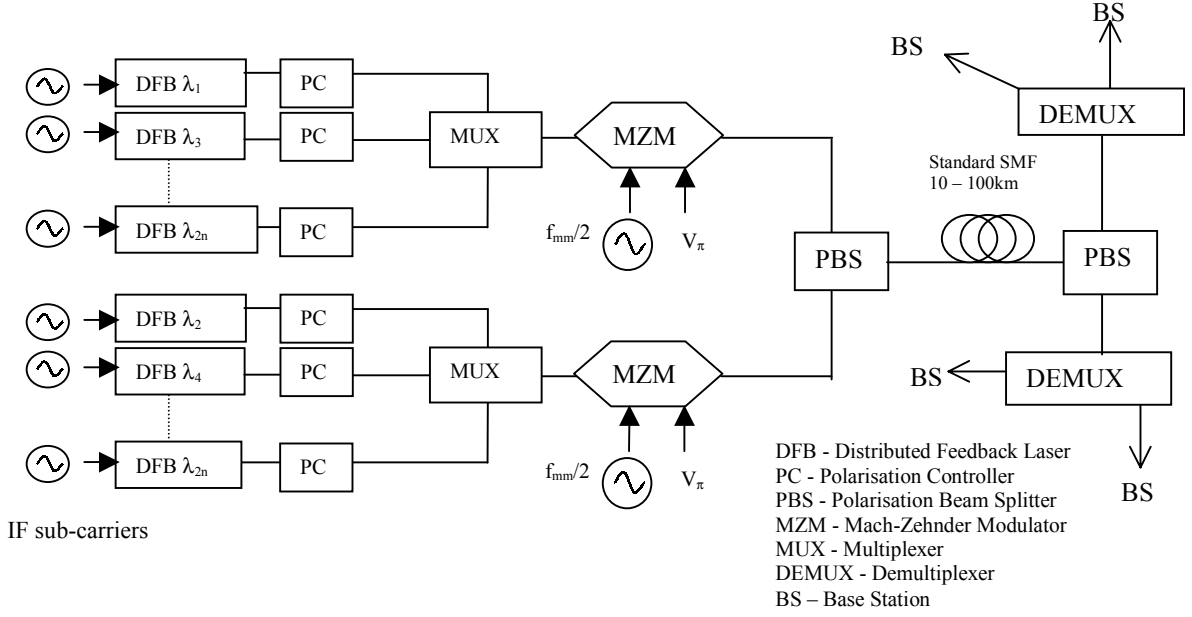 DFB λ1 PC
DFB λ3 PC
DFB λ2n PC
MUX
MZM
fmm/2
Vπ
DFB λ2 PC
DFB λ4 PC
DFB λ2n PC
MUX
MZM
fmm/2
Vπ
IF sub-carriers
PBS
Standard SMF
10 – 100km
PBS
BS
BS
DEMUX
BS
DEMUX
BS
DFB - Distributed Feedback Laser
PC - Polarisation Controller
PBS - Polarisation Beam Splitter
MZM - Mach-Zehnder Modulator
MUX - Multiplexer
DEMUX - Demultiplexer
BS – Base Station